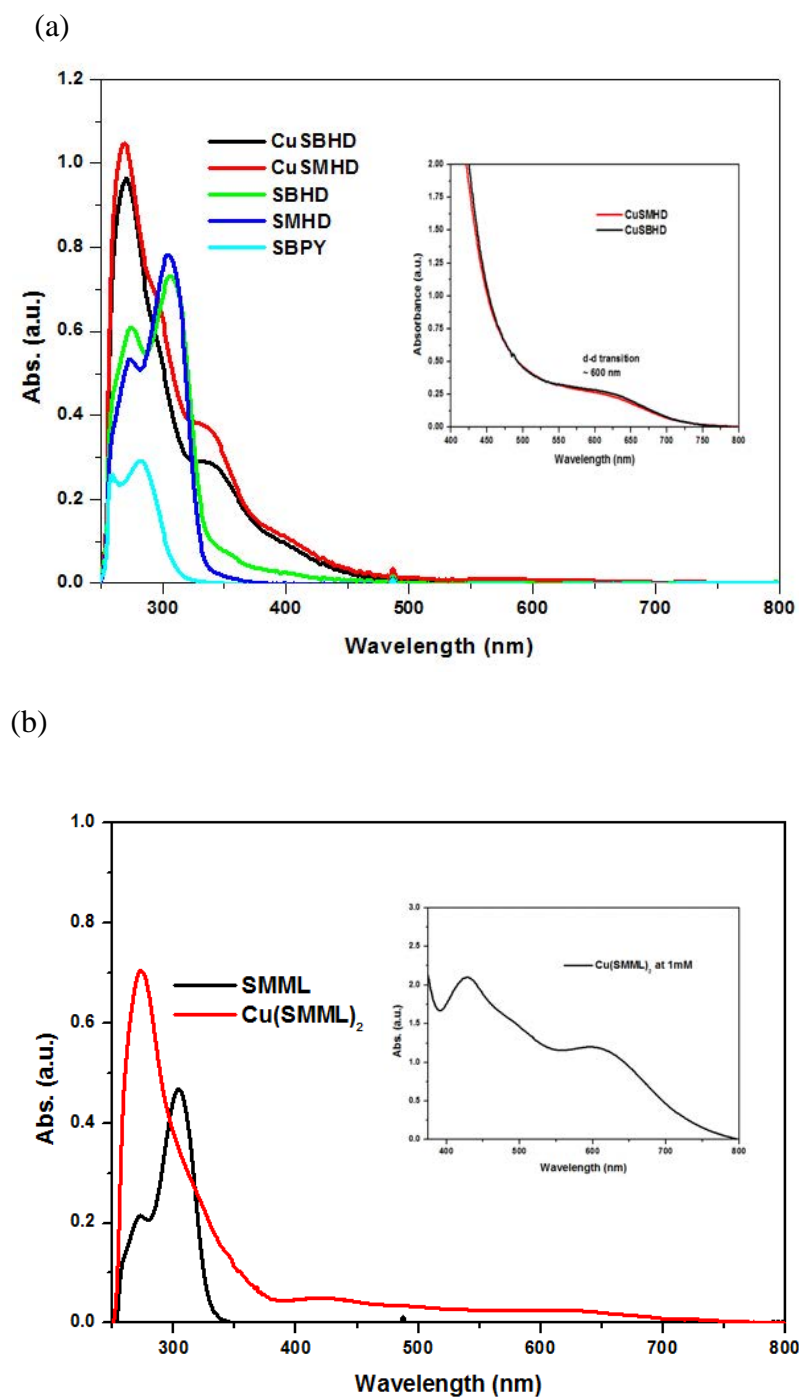 (a)
1.2
1.0
0.8
0.6
0.4
0.2
0.0
Abs. (a.u.)
CuSBHD
CuSMHD
SBHD
SMHD
SBPY
300
400
500
600
700
800
Wavelength (nm)
2.00
1.75
1.50
1.25
1.00
0.75
0.50
0.25
0.00
Absorbance (a.u.)
CuSMHD
CuSBHD
d-d transition
~ 600 nm
400
450
500
550
600
650
700
750
800
Wavelength (nm)
(b)
1.0
0.8
0.6
0.4
0.2
0.0
Abs. (a.u.)
SMML
Cu(SMML)₂
300
400
500
600
700
800
Wavelength (nm)
3.0
2.5
2.0
1.5
1.0
0.5
0.0
Abs. (a.u.)
Cu(SMML)₂ at 1mM
400
500
600
700
800
Wavelength (nm)